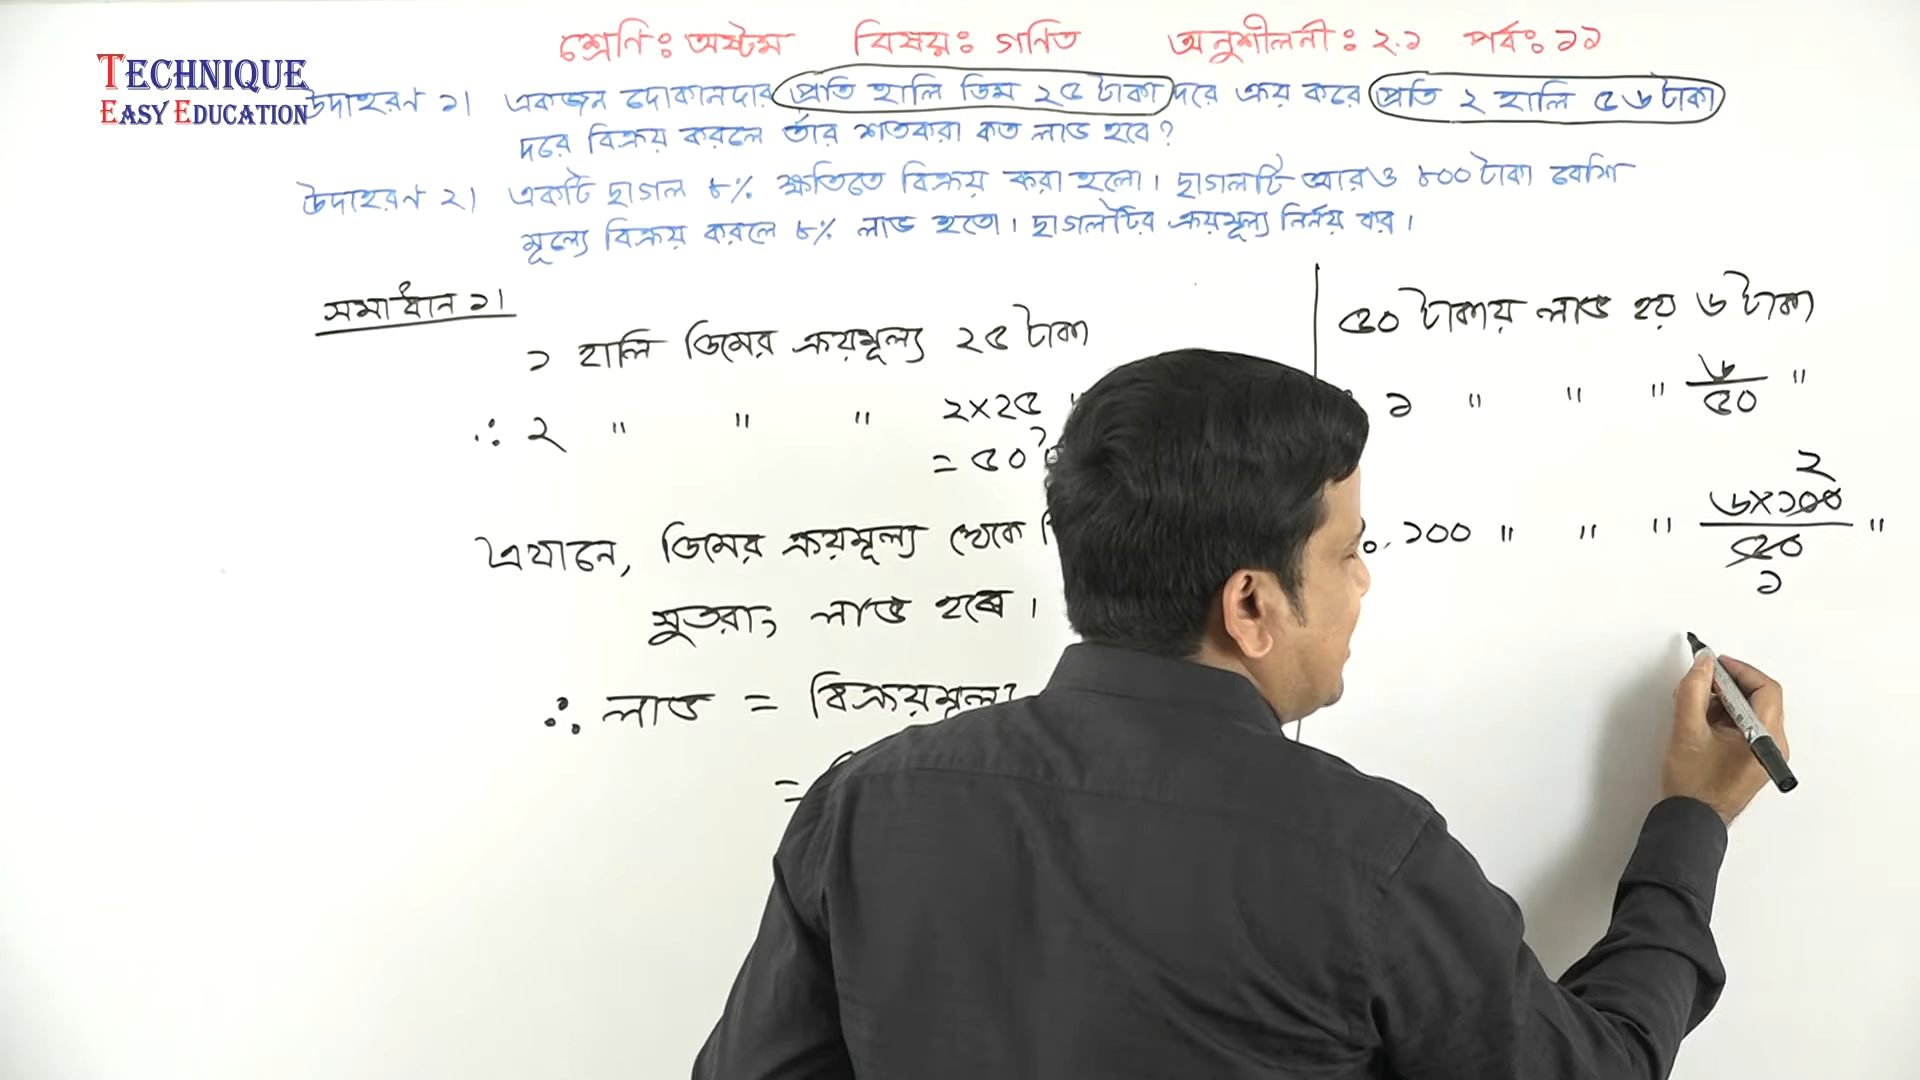 শ্রেণি: অষ্টম বিষয়: গণিত অনুশীলনী: ২.১ পর্ব: ১১
TECHNIQUE
EASY EDUCATION
উদাহরণ ১। একজন দোকানদার প্রতি হালি ডিম ২৫ টাকা দরে ক্রয় করে প্রতি ২ হালি ৫৬ টাকা
দরে বিক্রয় করলে তাঁর শতকরা কত লাভ হবে?
উদাহরণ ২। একটি ছাগল ৮% ক্ষতিতে বিক্রয় করা হলো। ছাগলটি আরও ৮০০ টাকা বেশি
মূল্যে বিক্রয় করলে ৮% লাভ হতো। ছাগলটির ক্রয়মূল্য নির্ণয় কর।
সমাধান ১।
১ হালি ডিমের ক্রয়মূল্য ২৫ টাকা
∴ ২ " " " ২×২৫ "
= ৫০
এখানে, ডিমের ক্রয়মূল্য থেকে
সুতরাং লাভ হবে।
∴ লাভ = বিক্রয়মূল্য
=
৫০ টাকায় লাভ হয় ৬ টাকা
১ " " " ৬/৫০ "
২
১০০ " " " ৬×১০০/৫০ "
১